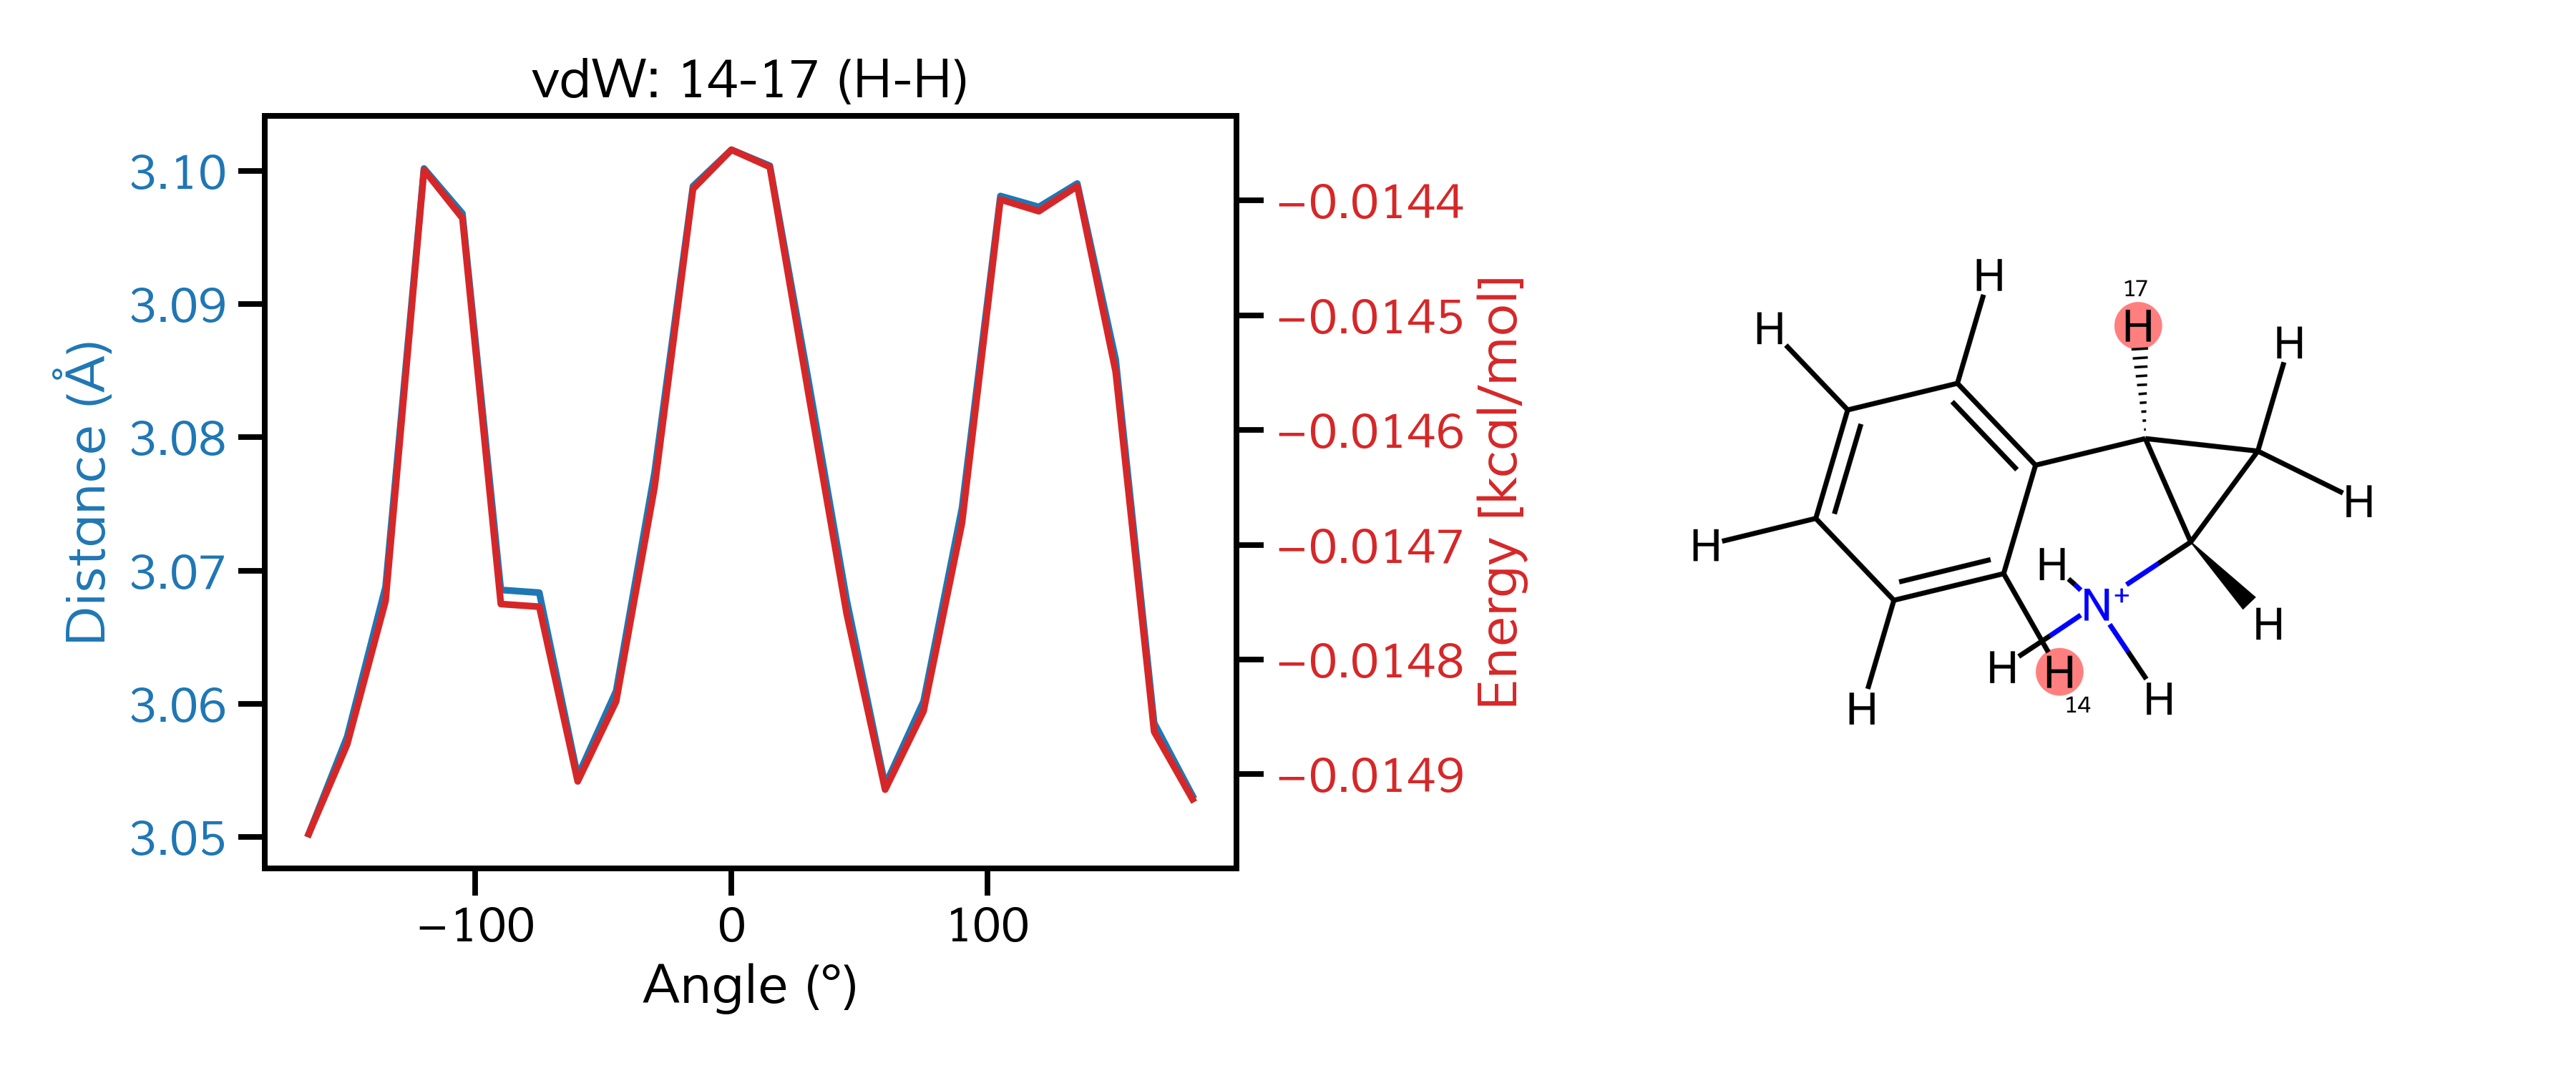 vdW: 14-17 (H-H)
Distance (Å)
3.10
3.09
3.08
3.07
3.06
3.05
−0.0144
−0.0145
−0.0146
−0.0147
−0.0148
−0.0149
Energy [kcal/mol]
−100 0 100
Angle (°)
H
17
H
H
H
H
H
H
H
N+
H
H
H
14
H
H